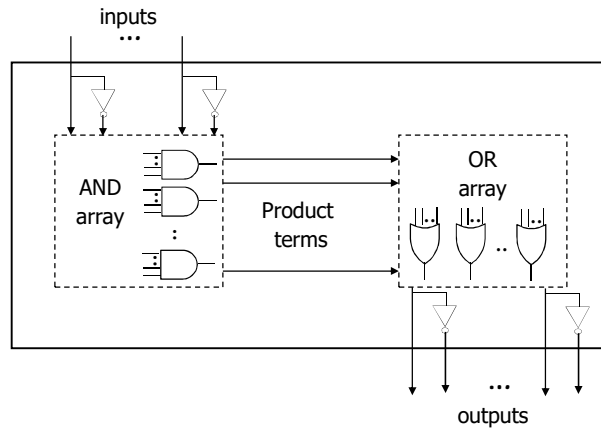 inputs
...
AND
array
:
Product
terms
OR
array
..
...
outputs